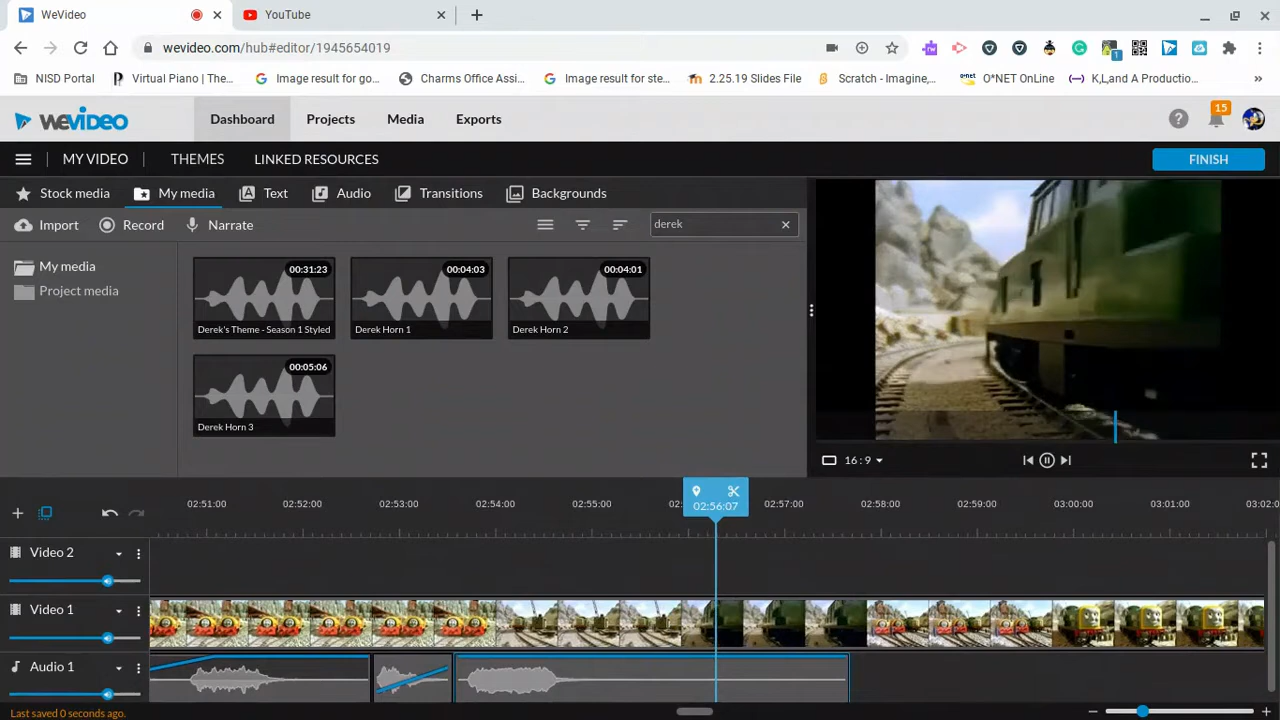 WeVideo
YouTube
wevideo.com/hub#editor/1945654019
1
NISD Portal
Virtual Piano | The...
Image result for go...
Charms Office Assi...
Image result for ste...
2.25.19 Slides File
Scratch - Imagine,...
O*NET OnLine
K,Land A Productio...
»
WEVIDEO
Dashboard
Projects
Media
Exports
15
MY VIDEO
THEMES
LINKED RESOURCES
FINISH
Stock media
My media
Text
Audio
Transitions
Backgrounds
Import
Record
Narrate
derek
My media
Project media
00:31:23
Derek's Theme - Season 1 Styled
00:04:03
Derek Horn 1
00:04:01
Derek Horn 2
00:05:06
Derek Horn 3
16:9
02:51:00
02:52:00
02:53:00
02:54:00
02:55:00
02:56:07
02:57:00
02:58:00
02:59:00
03:00:00
03:01:00
03:02:0
Video 2
Video 1
Audio 1
Last saved 0 seconds ago.